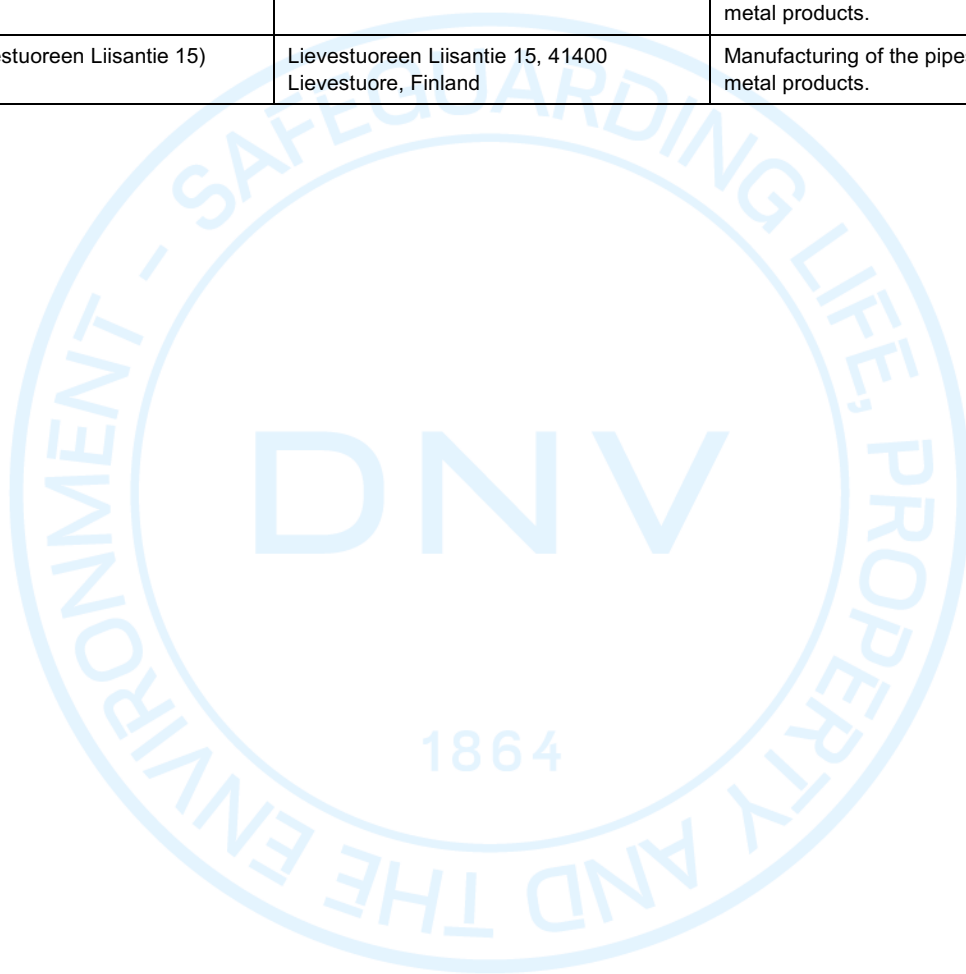 metal products.
stuoreen Liisantie 15)
Lievestuoreen Liisantie 15, 41400
Lievestuore, Finland
Manufacturing of the pipe
metal products.
SAFEGUARDING LIFE, PROPERTY AND THE ENVIRONMENT –
DNV
1864